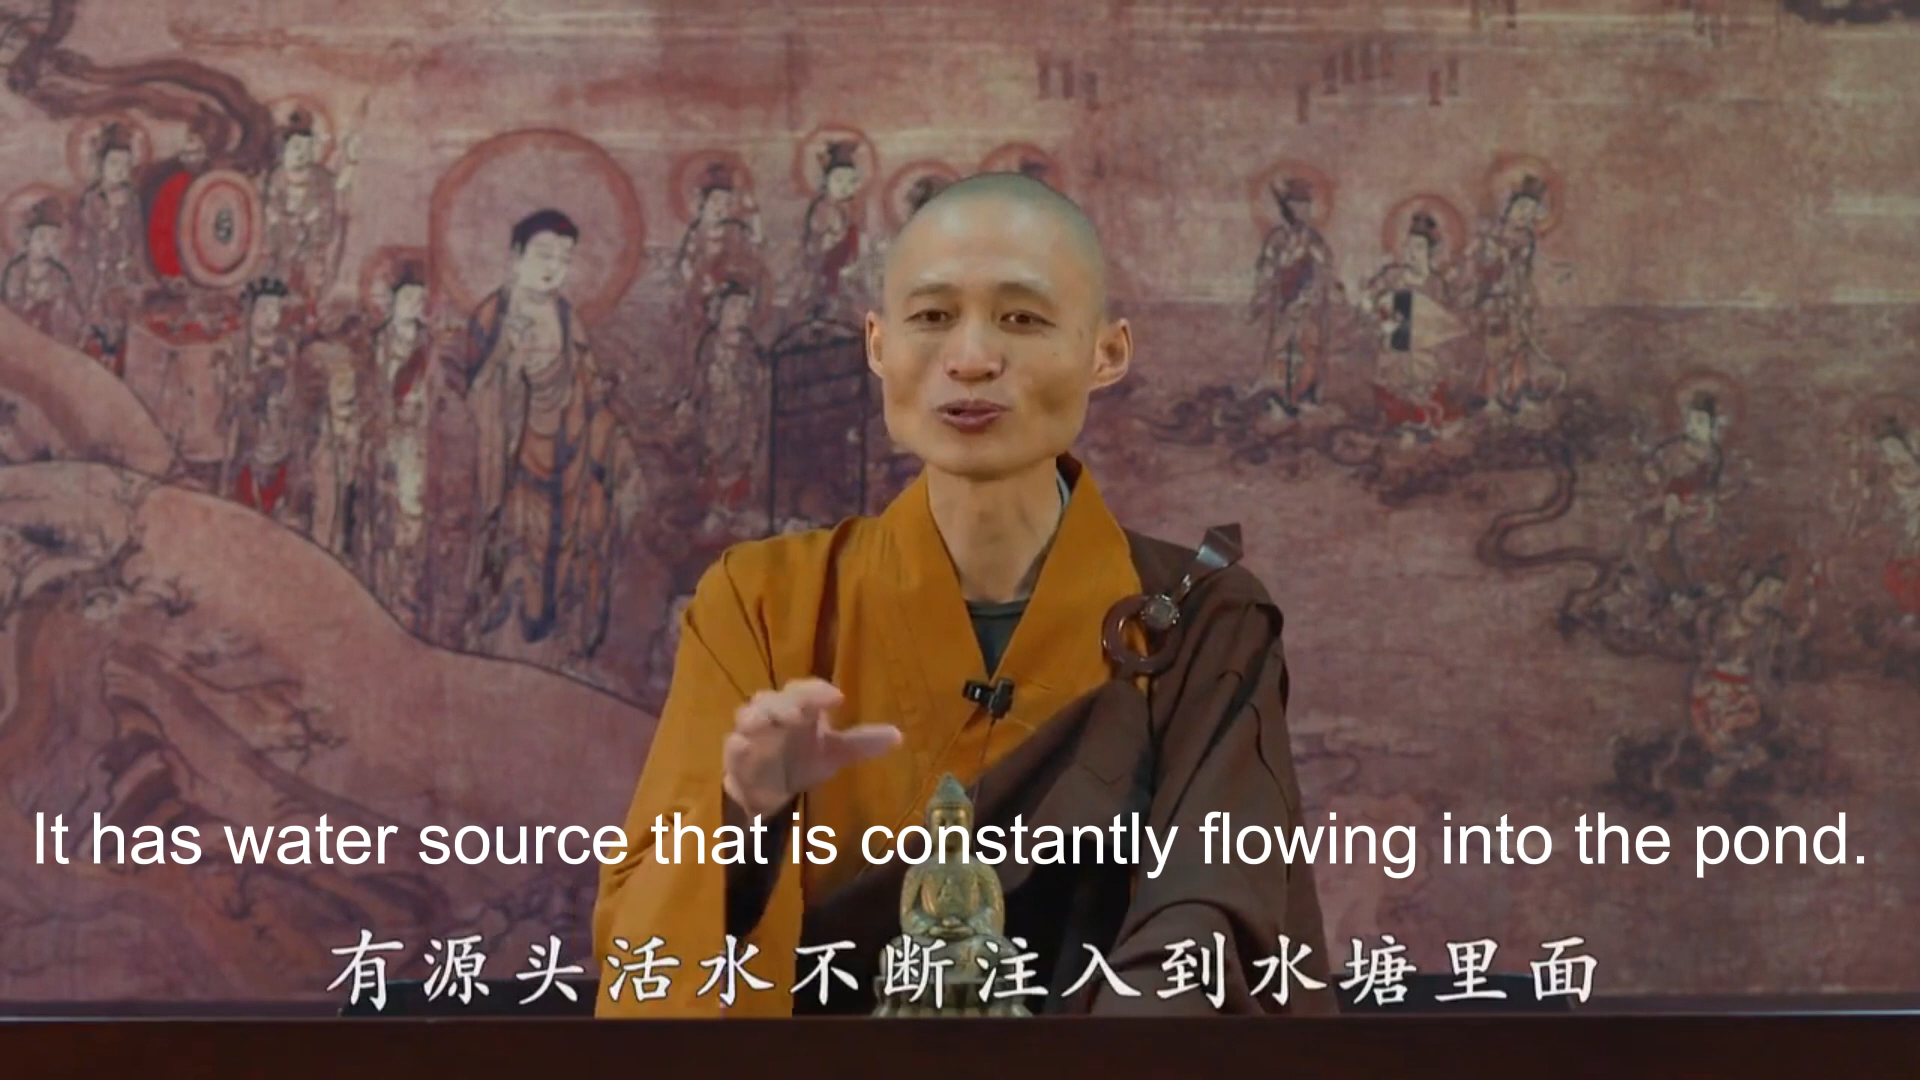 It has water source that is constantly flowing into the pond.
有源头活水不断注入到水塘里面